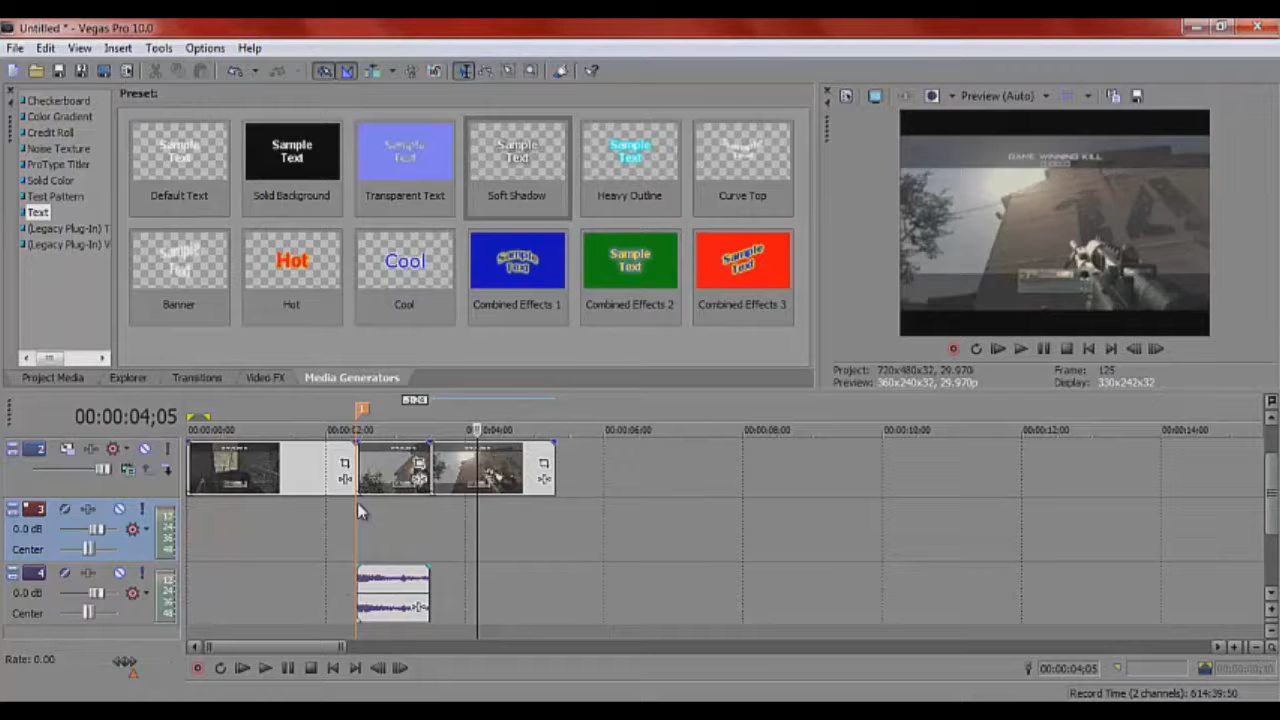 Untitled * - Vegas Pro 10.0
File Edit View Insert Tools Options Help
Checkerboard
Color Gradient
Credit Roll
Noise Texture
ProType Titler
Solid Color
Test Pattern
Text
(Legacy Plug-In) T
(Legacy Plug-In) V
Preset:
Sample Text
Default Text
Sample Text
Solid Background
Sample Text
Transparent Text
Sample Text
Soft Shadow
Sample Text
Heavy Outline
Sample Text
Curve Top
Sample Text
Banner
Hot
Hot
Cool
Cool
Sample Text
Combined Effects 1
Sample Text
Combined Effects 2
Sample Text
Combined Effects 3
Project Media Explorer Transitions Video FX Media Generators
Preview (Auto)
GAME WINNING KILL
Project: 720x480x32, 29.970i
Preview: 360x240x32, 29.970p
Frame: 125
Display: 330x242x32
00:00:04;05
1
00:00:00;00 00:00:02;00 00:00:06;00 00:00:08;00 00:00:10;00 00:00:12;00 00:00:14;00
2
3
0.0 dB
Center
4
0.0 dB
Center
Rate: 0.00
00:00:04;05
Record Time (2 channels): 614:39:50